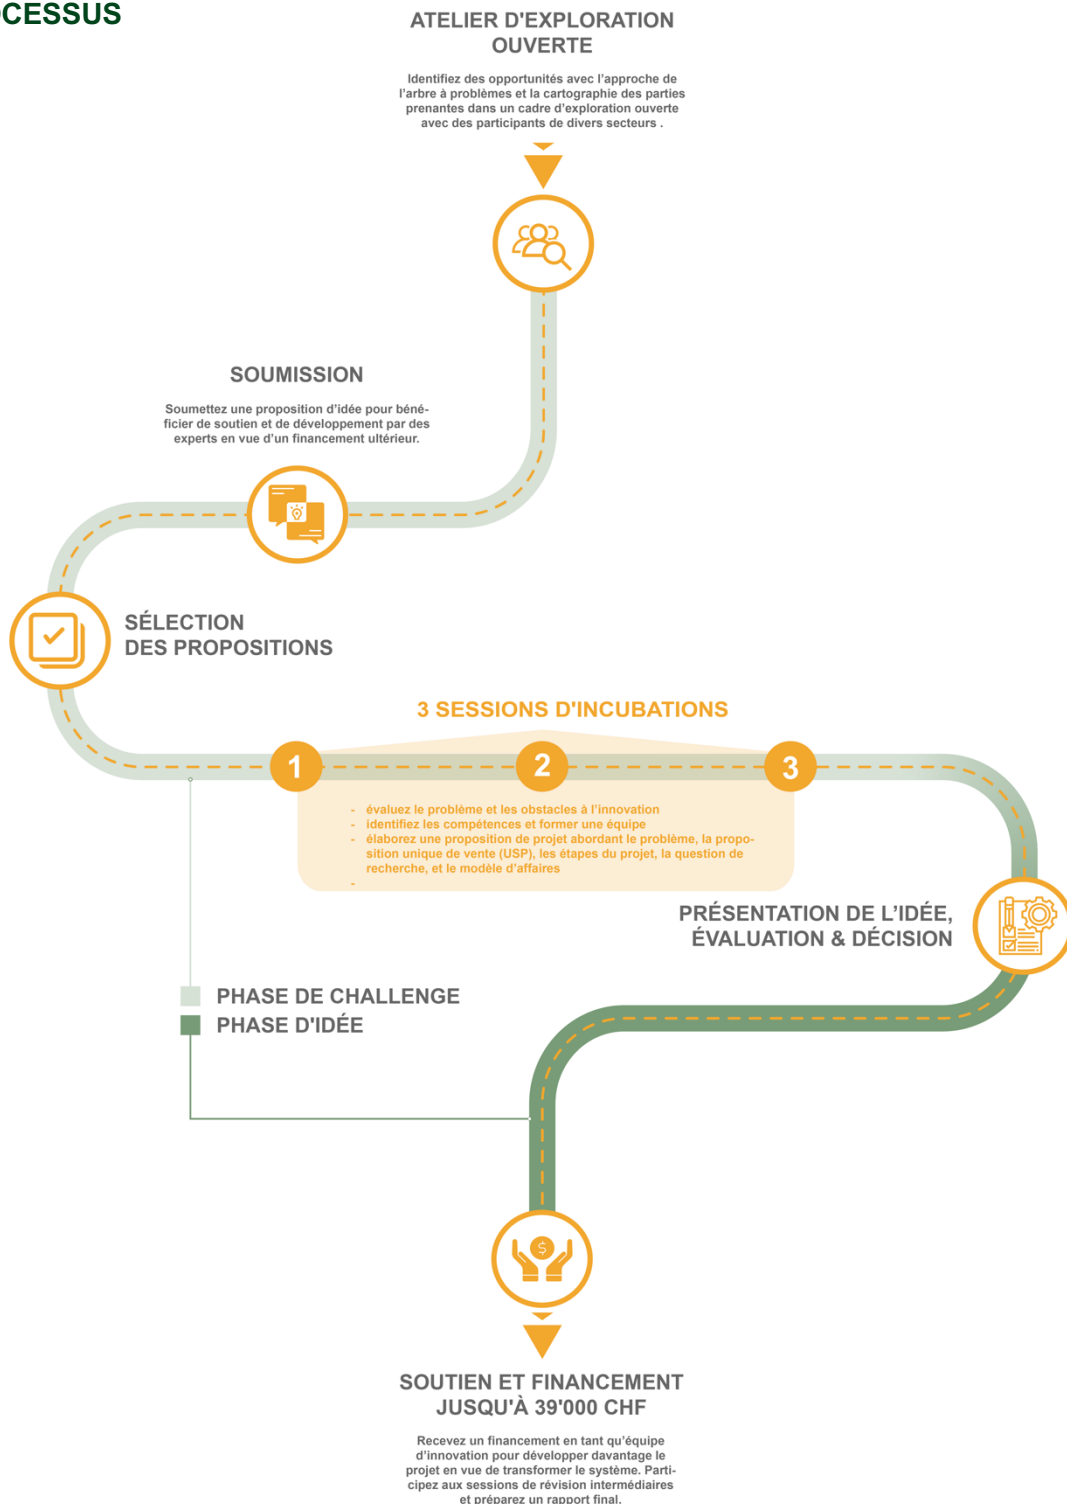 OCESSUS
ATELIER D'EXPLORATION
OUVERTE
Identifiez des opportunités avec l'approche de
l'arbre à problèmes et la cartographie des parties
prenantes dans un cadre d'exploration ouverte
avec des participants de divers secteurs .
SOUMISSION
Soumettez une proposition d'idée pour béné-
ficier de soutien et de développement par des
experts en vue d'un financement ultérieur.
SÉLECTION
DES PROPOSITIONS
3 SESSIONS D'INCUBATIONS
1
2
3
- évaluez le problème et les obstacles à l'innovation
- identifiez les compétences et former une équipe
- élaborez une proposition de projet abordant le problème, la propo-
sition unique de vente (USP), les étapes du projet, la question de
recherche, et le modèle d'affaires
-
PRÉSENTATION DE L'IDÉE,
ÉVALUATION & DÉCISION
PHASE DE CHALLENGE
PHASE D'IDÉE
$
SOUTIEN ET FINANCEMENT
JUSQU'À 39'000 CHF
Recevez un financement en tant qu'équipe
d'innovation pour développer davantage le
projet en vue de transformer le système. Parti-
cipez aux sessions de révision intermédiaires
et préparez un rapport final.